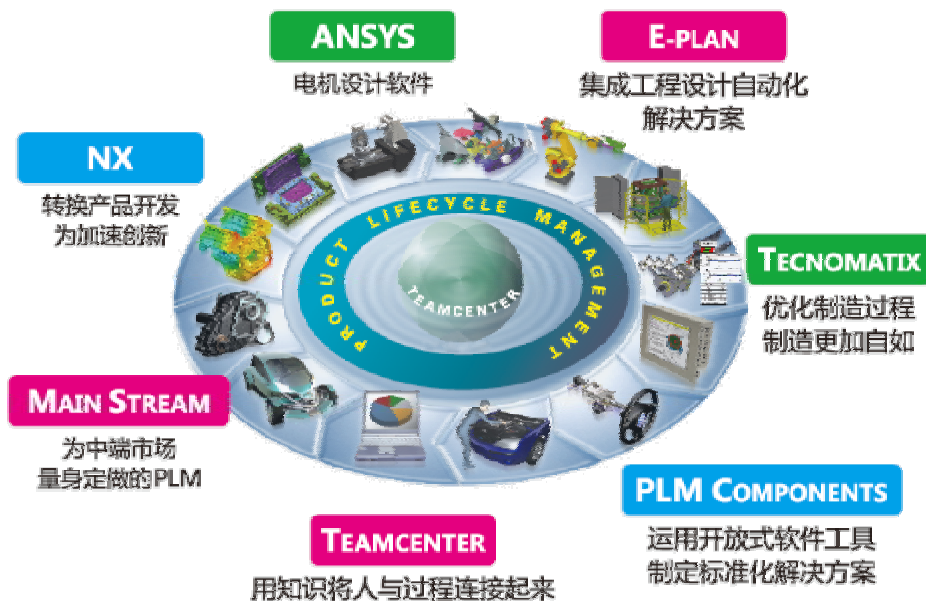 ANSYS
电机设计软件
E-PLAN
集成工程设计自动化
解决方案
NX
转换产品开发
为加速创新
PRODUCT LIFECYCLE MANAGEMENT
TEAMCENTER
TECNOMATIX
优化制造过程
制造更加自如
MAIN STREAM
为中端市场
量身定做的PLM
PLM COMPONENTS
运用开放式软件工具
制定标准化解决方案
TEAMCENTER
用知识将人与过程连接起来